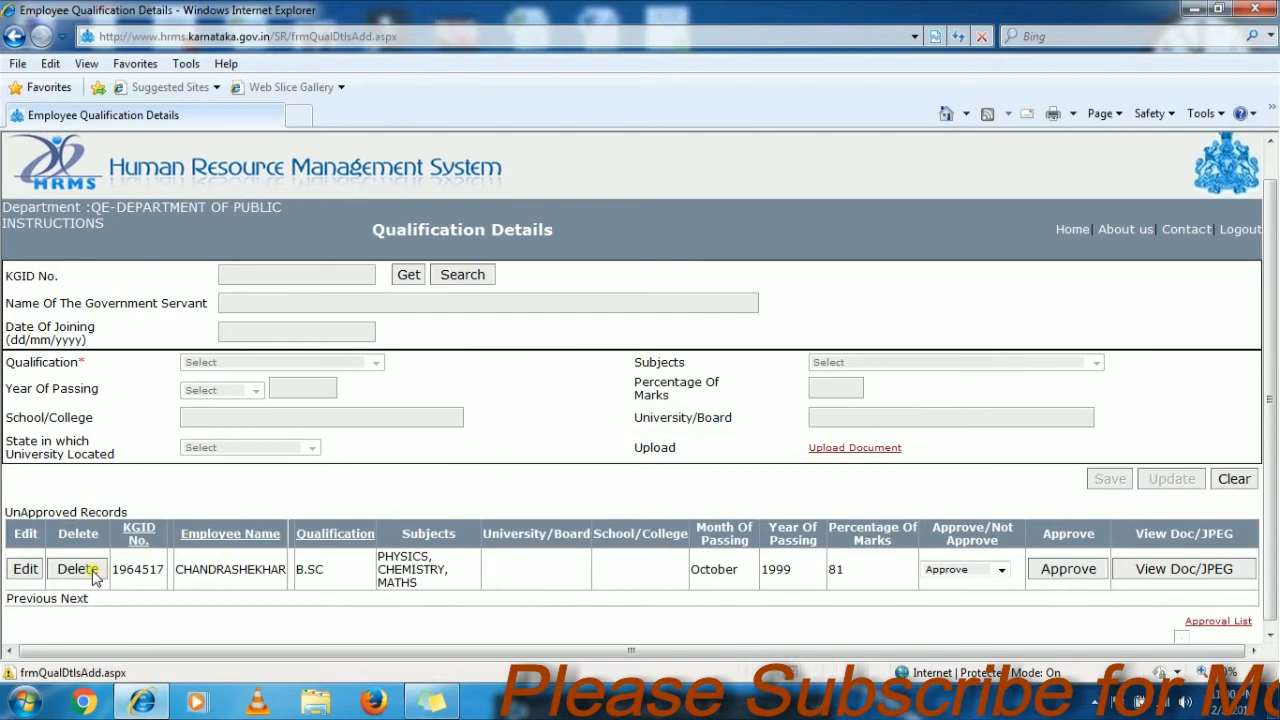 Employee Qualification Details - Windows Internet Explorer
http://www.hrms.karnataka.gov.in/SR/frmQualDtlsAdd.aspx
Bing
File Edit View Favorites Tools Help
Favorites Suggested Sites Web Slice Gallery
Employee Qualification Details
Page Safety Tools
HRMS
Human Resource Management System
Department :QE-DEPARTMENT OF PUBLIC
INSTRUCTIONS
Qualification Details
Home| About us| Contact| Logout
KGID No.
Get Search
Name Of The Government Servant
Date Of Joining
(dd/mm/yyyy)
Qualification* Select Subjects Select
Year Of Passing Select Percentage Of
Marks
School/College University/Board
State in which
University Located Select Upload Upload Document
Save Update Clear
UnApproved Records
Edit Delete KGID
No. Employee Name Qualification Subjects University/Board School/College Month Of
Passing Year Of
Passing Percentage Of
Marks Approve/Not
Approve Approve View Doc/JPEG
Edit Delete 1964517 CHANDRASHEKHAR B.SC PHYSICS,
CHEMISTRY,
MATHS October 1999 81 Approve Approve View Doc/JPEG
Previous Next
Approval List
frmQualDtlsAdd.aspx
Internet | Protected Mode: On
Please Subscribe for Mo